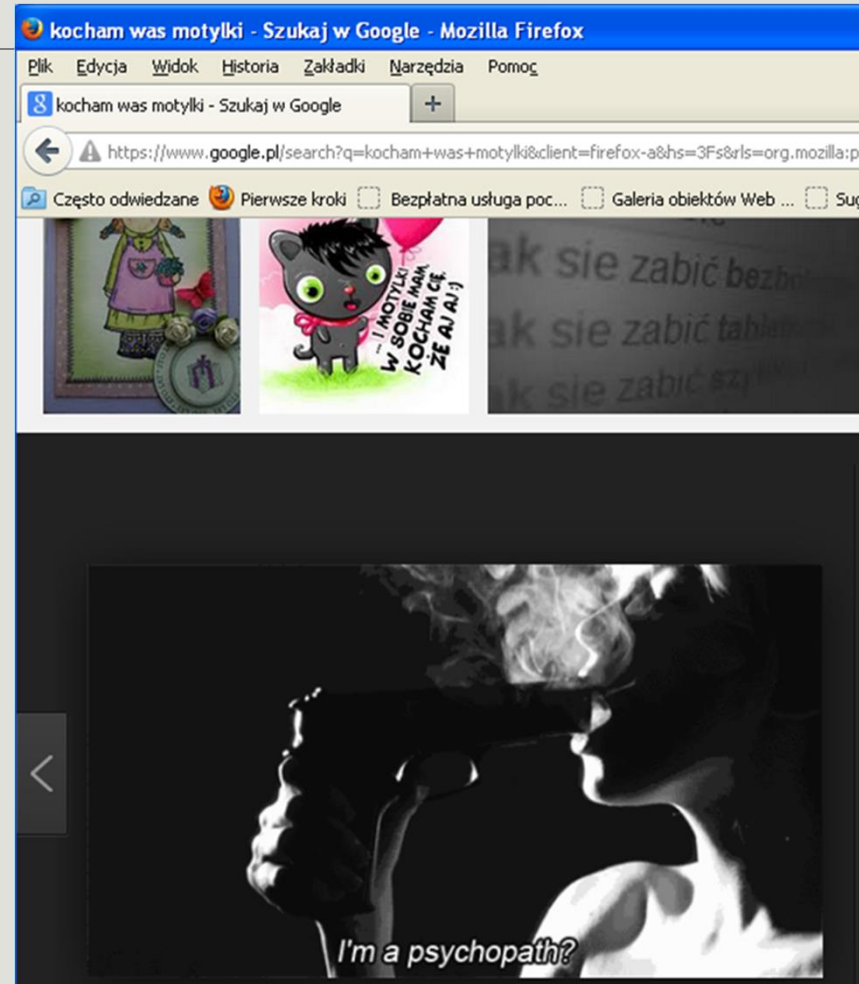 kocham was motylki - Szukaj w Google - Mozilla Firefox
Plik Edycja Widok Historia Zakładki Narzędzia Pomoc
8 kocham was motylki - Szukaj w Google +
https://www.google.pl/search?q=kocham+was+motylki&client=firefox-a&hs=3Fs&rls=org.mozilla:p
Często odwiedzane Pierwsze kroki Bezpłatna usługa poc... Galeria obiektów Web ... Sug
... I MOTYLKI
W SOBIE MAM,
KOCHAM CIĘ,
ŻE AJ AJ :)
ak sie zabić
ak sie zabić
ak sie zabić
I'm a psychopath?